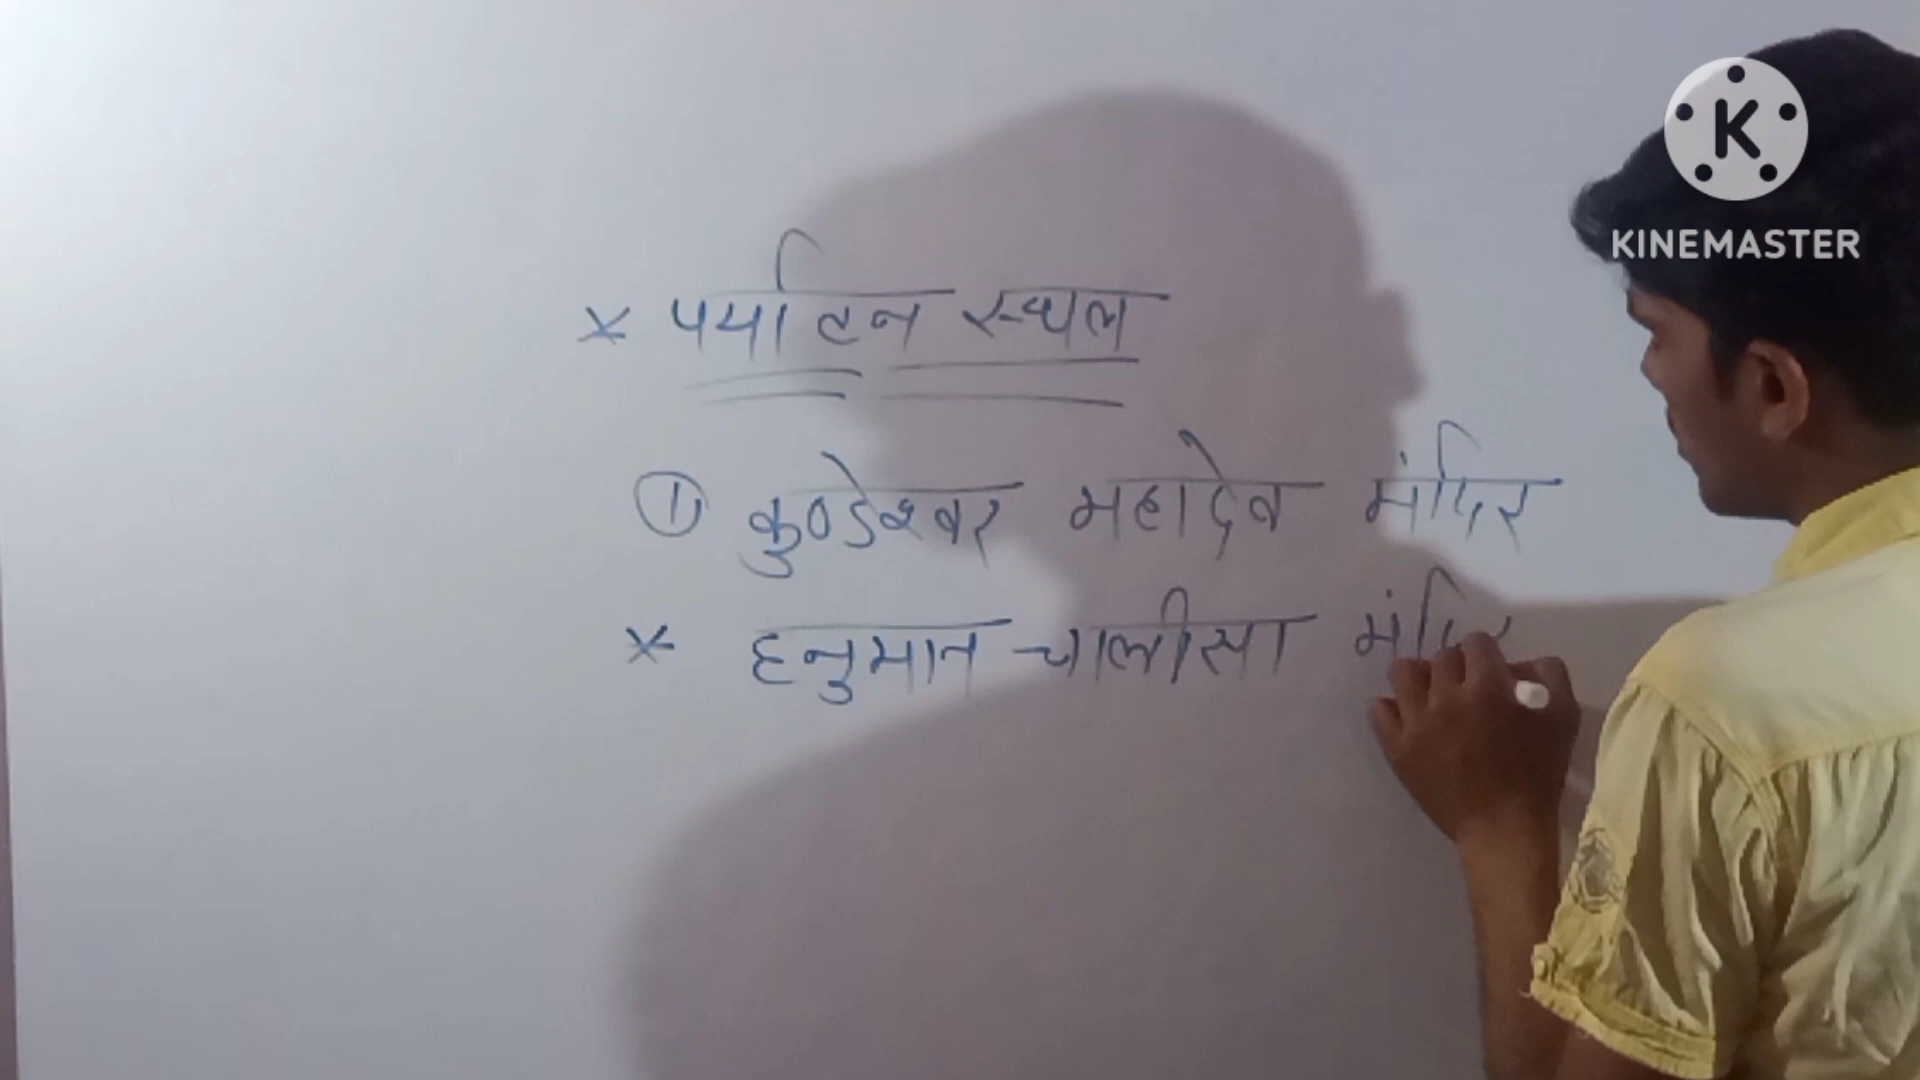 K
KINEMASTER
* पर्यटन स्थल
① कुण्डेश्वर महादेव मंदिर
* हनुमान चालीसा मंदिर